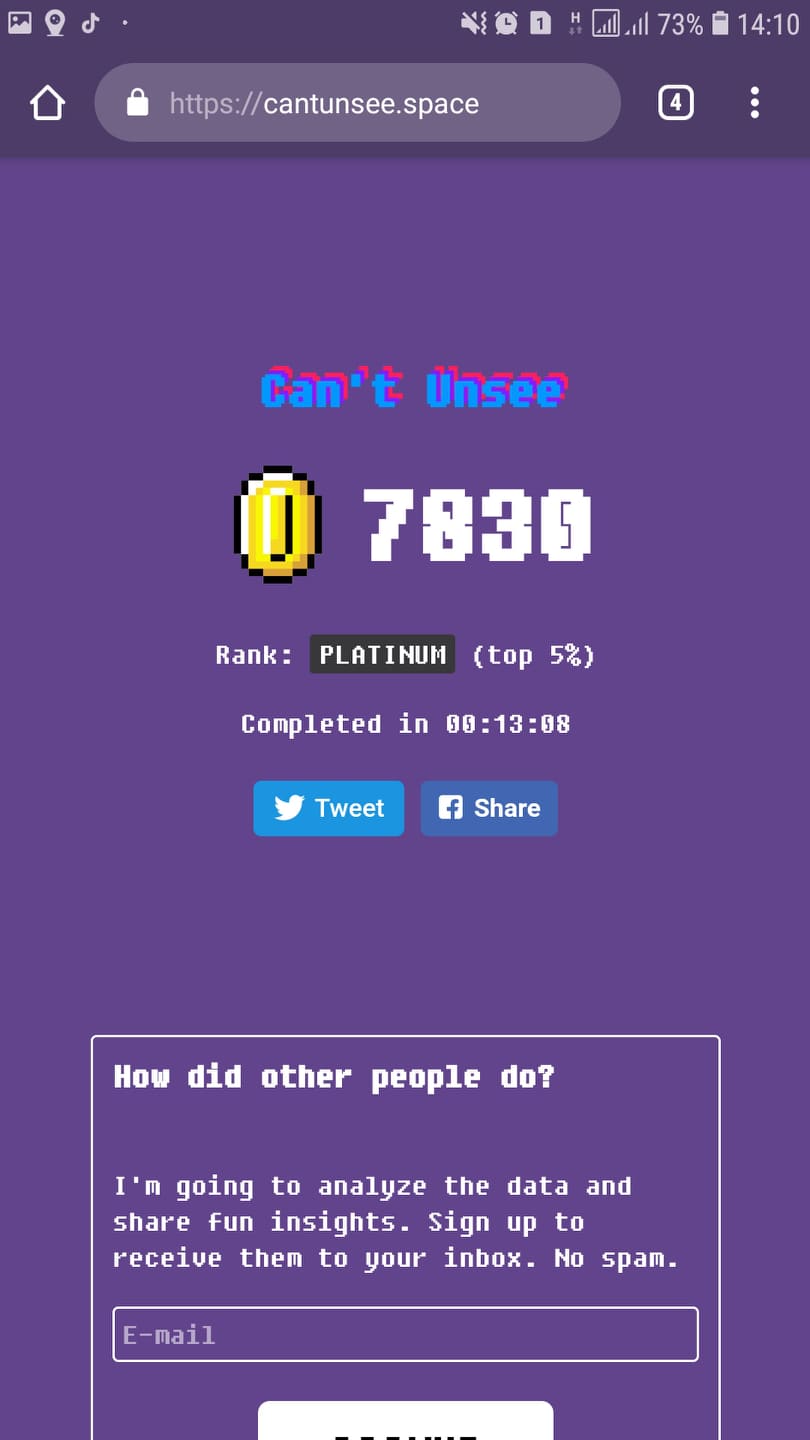 H 73% 14:10
https://cantunsee.space
4
Can't Unsee
7830
Rank: PLATINUM (top 5%)
Completed in 00:13:08
Tweet Share
How did other people do?
I'm going to analyze the data and
share fun insights. Sign up to
receive them to your inbox. No spam.
E-mail